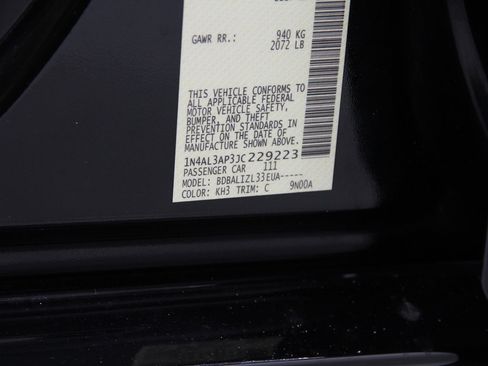 GAWR RR.: 940 KG
2072 LB
THIS VEHICLE CONFORMS TO
ALL APPLICABLE FEDERAL
MOTOR VEHICLE SAFETY,
BUMPER, AND THEFT
PREVENTION STANDARDS IN
EFFECT ON THE DATE OF
MANUFACTURE SHOWN ABOVE.
1N4AL3AP3JC229223
PASSENGER CAR 111
MODEL: BDBALIZL33EUA-----
COLOR: KH3 TRIM: C 9N00A